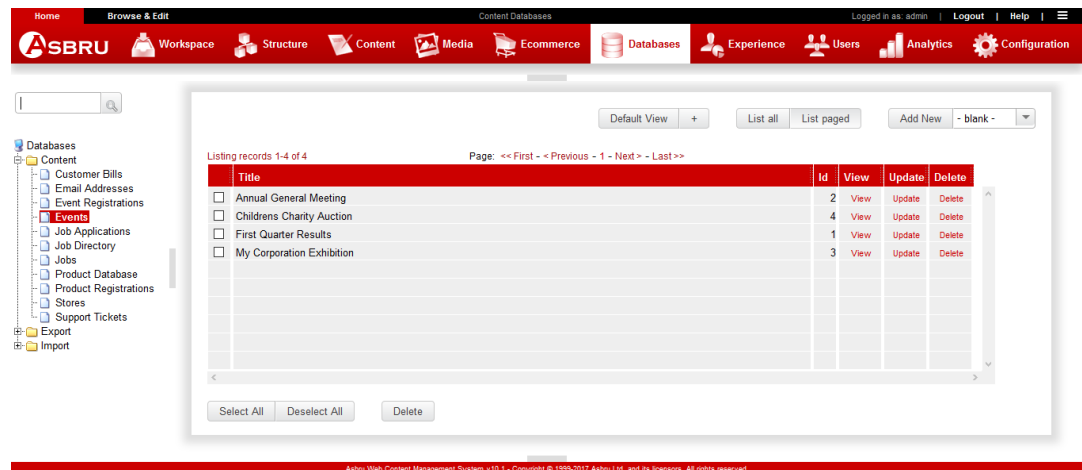 Home Browse & Edit Content Databases Logged in as: admin | Logout | Help |
ASBRU Workspace Structure Content Media Ecommerce Databases Experience Users Analytics Configuration
Default View + List all List paged Add New - blank -
Databases
Content
Customer Bills
Email Addresses
Event Registrations
Events
Job Applications
Job Directory
Jobs
Product Database
Product Registrations
Stores
Support Tickets
Export
Import
Listing records 1-4 of 4 Page: << First - < Previous - 1 - Next > - Last >>
Title Id View Update Delete
Annual General Meeting 2 View Update Delete
Childrens Charity Auction 4 View Update Delete
First Quarter Results 1 View Update Delete
My Corporation Exhibition 3 View Update Delete
Select All Deselect All Delete
Asbru Web Content Management System v10.1 - Copyright © 1999-2017 Asbru Ltd. and its licensors. All rights reserved.